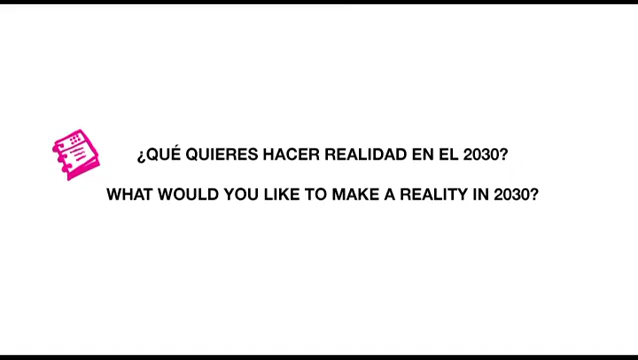 ¿QUÉ QUIERES HACER REALIDAD EN EL 2030?
WHAT WOULD YOU LIKE TO MAKE A REALITY IN 2030?